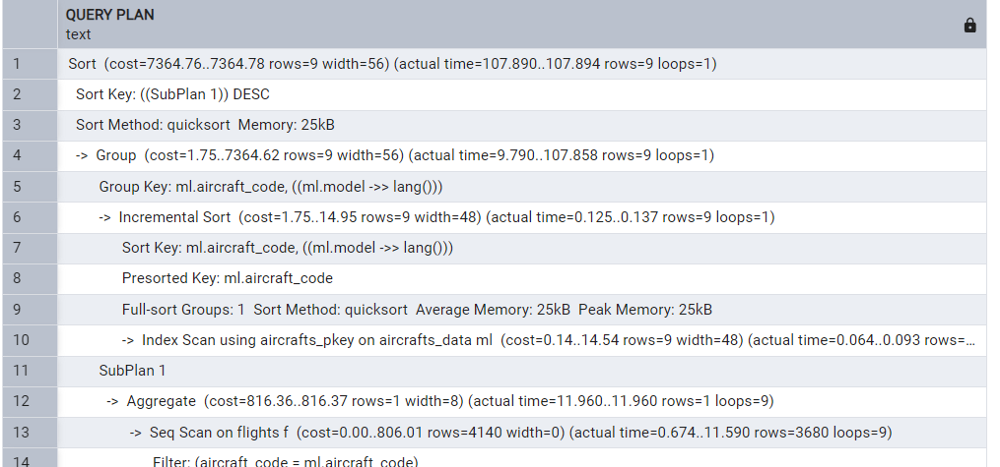 QUERY PLAN
text
1 Sort (cost=7364.76..7364.78 rows=9 width=56) (actual time=107.890..107.894 rows=9 loops=1)
2 Sort Key: ((SubPlan 1)) DESC
3 Sort Method: quicksort Memory: 25kB
4 -> Group (cost=1.75..7364.62 rows=9 width=56) (actual time=9.790..107.858 rows=9 loops=1)
5 Group Key: ml.aircraft_code, ((ml.model ->> lang()))
6 -> Incremental Sort (cost=1.75..14.95 rows=9 width=48) (actual time=0.125..0.137 rows=9 loops=1)
7 Sort Key: ml.aircraft_code, ((ml.model ->> lang()))
8 Presorted Key: ml.aircraft_code
9 Full-sort Groups: 1 Sort Method: quicksort Average Memory: 25kB Peak Memory: 25kB
10 -> Index Scan using aircrafts_pkey on aircrafts_data ml (cost=0.14..14.54 rows=9 width=48) (actual time=0.064..0.093 rows=...
11 SubPlan 1
12 -> Aggregate (cost=816.36..816.37 rows=1 width=8) (actual time=11.960..11.960 rows=1 loops=9)
13 -> Seq Scan on flights f (cost=0.00..806.01 rows=4140 width=0) (actual time=0.674..11.590 rows=3680 loops=9)
14 Filter: (aircraft_code = ml.aircraft_code)